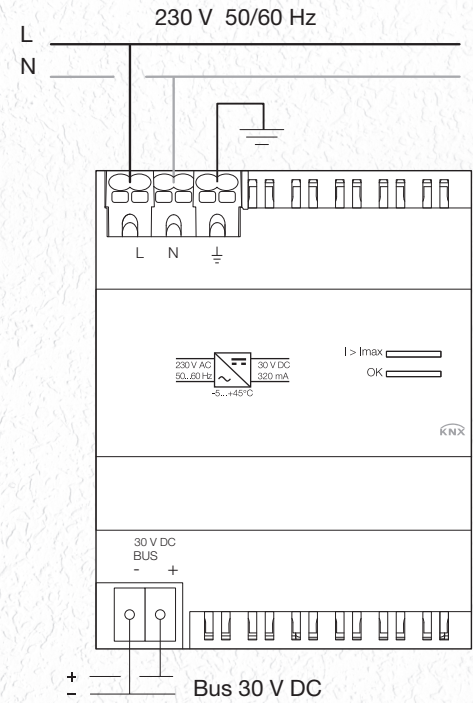 230 V 50/60 Hz
L
N
L N
230 V AC 30 V DC
50...60 Hz 320 mA
-5...+45°C
I > Imax
OK
KNX
30 V DC
BUS
- +
+
-
Bus 30 V DC